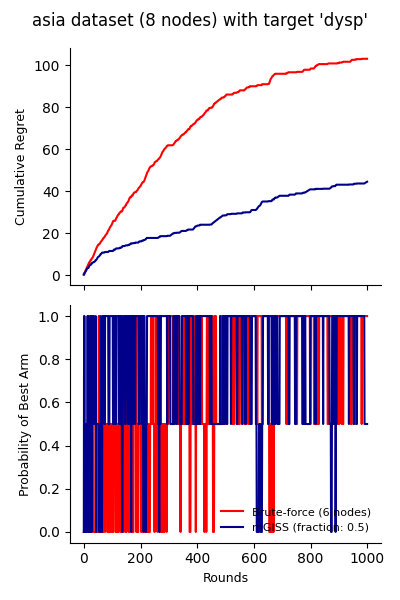 asia dataset (8 nodes) with target 'dysp'
100
80
60
40
20
0
Cumulative Regret
1.0
0.8
0.6
0.4
0.2
0.0
Probability of Best Arm
Brute-force (6 nodes)
(fraction: 0.5)
0 200 400 600 800 1000
Rounds